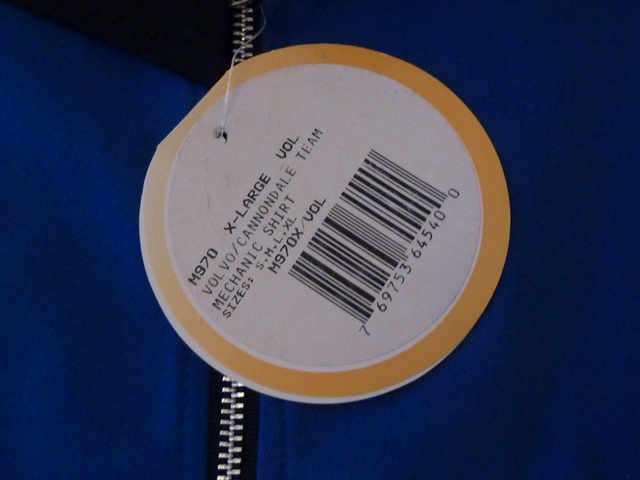 M970 X-LARGE VOL
VOLVO/CANNONDALE TEAM
MECHANIC SHIRT
SIZES: S,M,L,XL
M970X/VOL
7 69753 64540 0